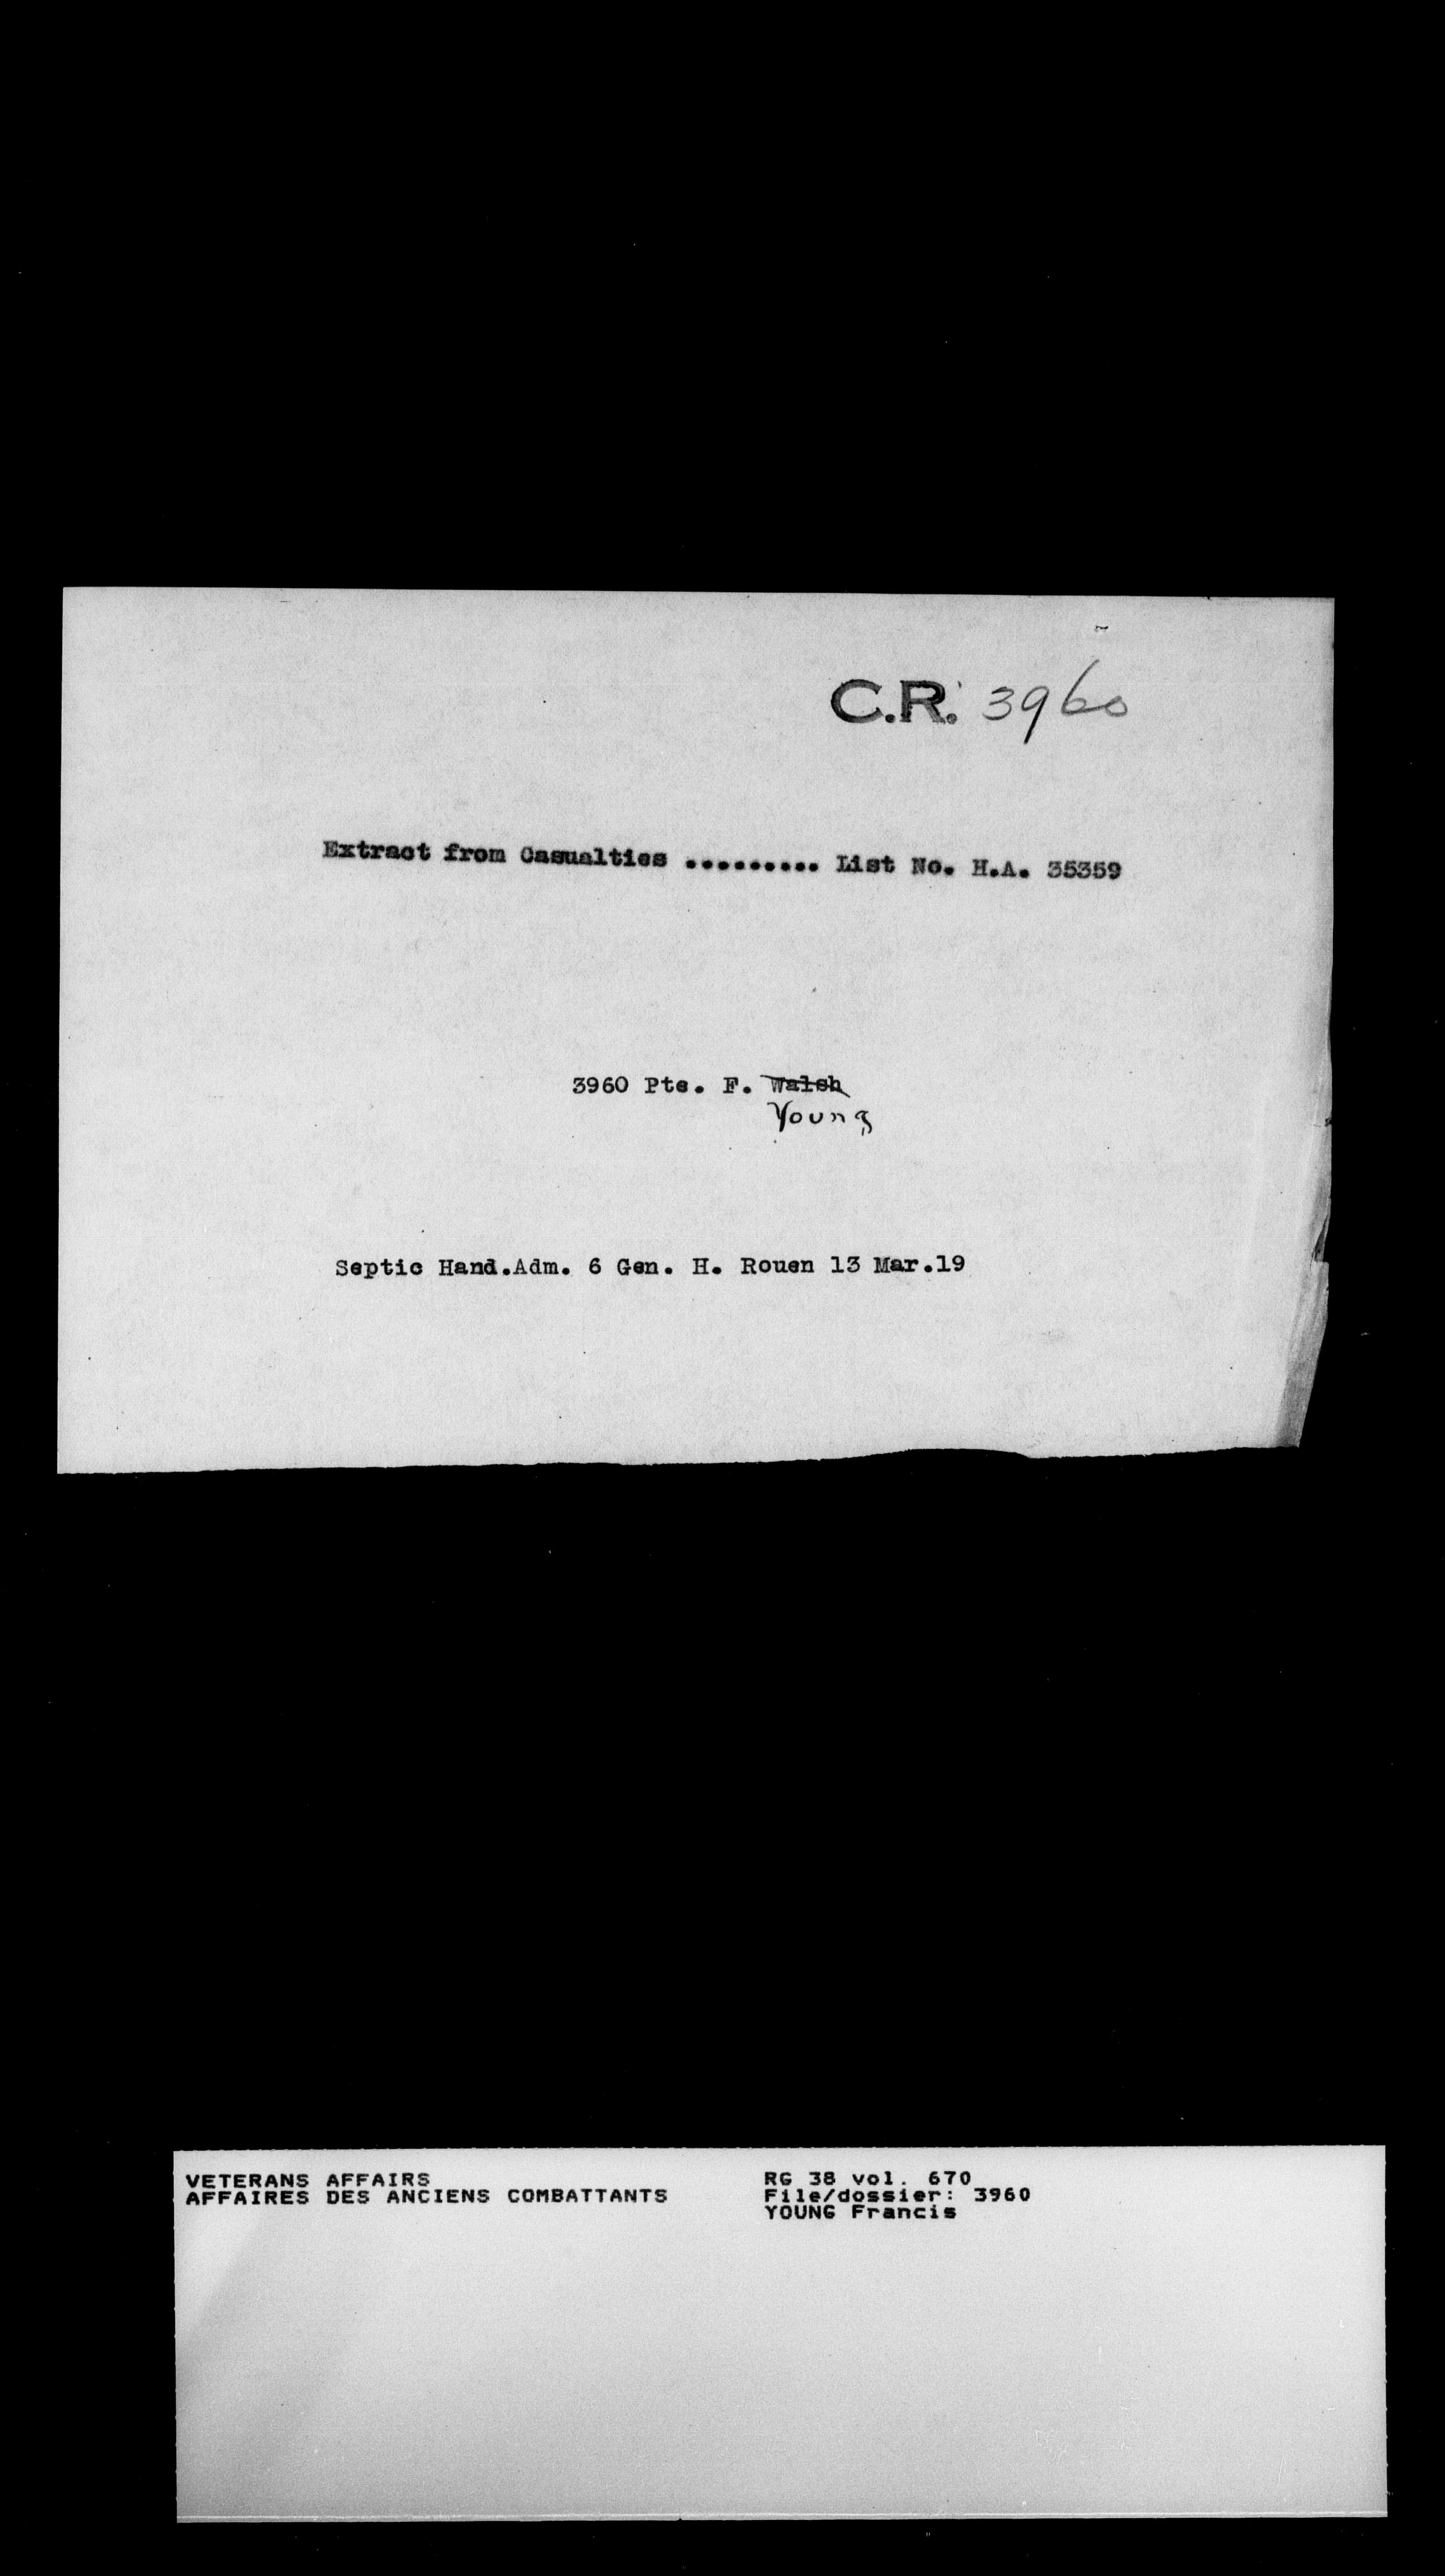 C.R. 3960
Extract from Casualties ......... List No. H.A. 35359
3960 Pte. F. Walsh
Young
Septic Hand.Adm. 6 Gen. H. Rouen 13 Mar.19
VETERANS AFFAIRS
AFFAIRES DES ANCIENS COMBATTANTS
RG 38 vol. 670
File/dossier: 3960
YOUNG Francis